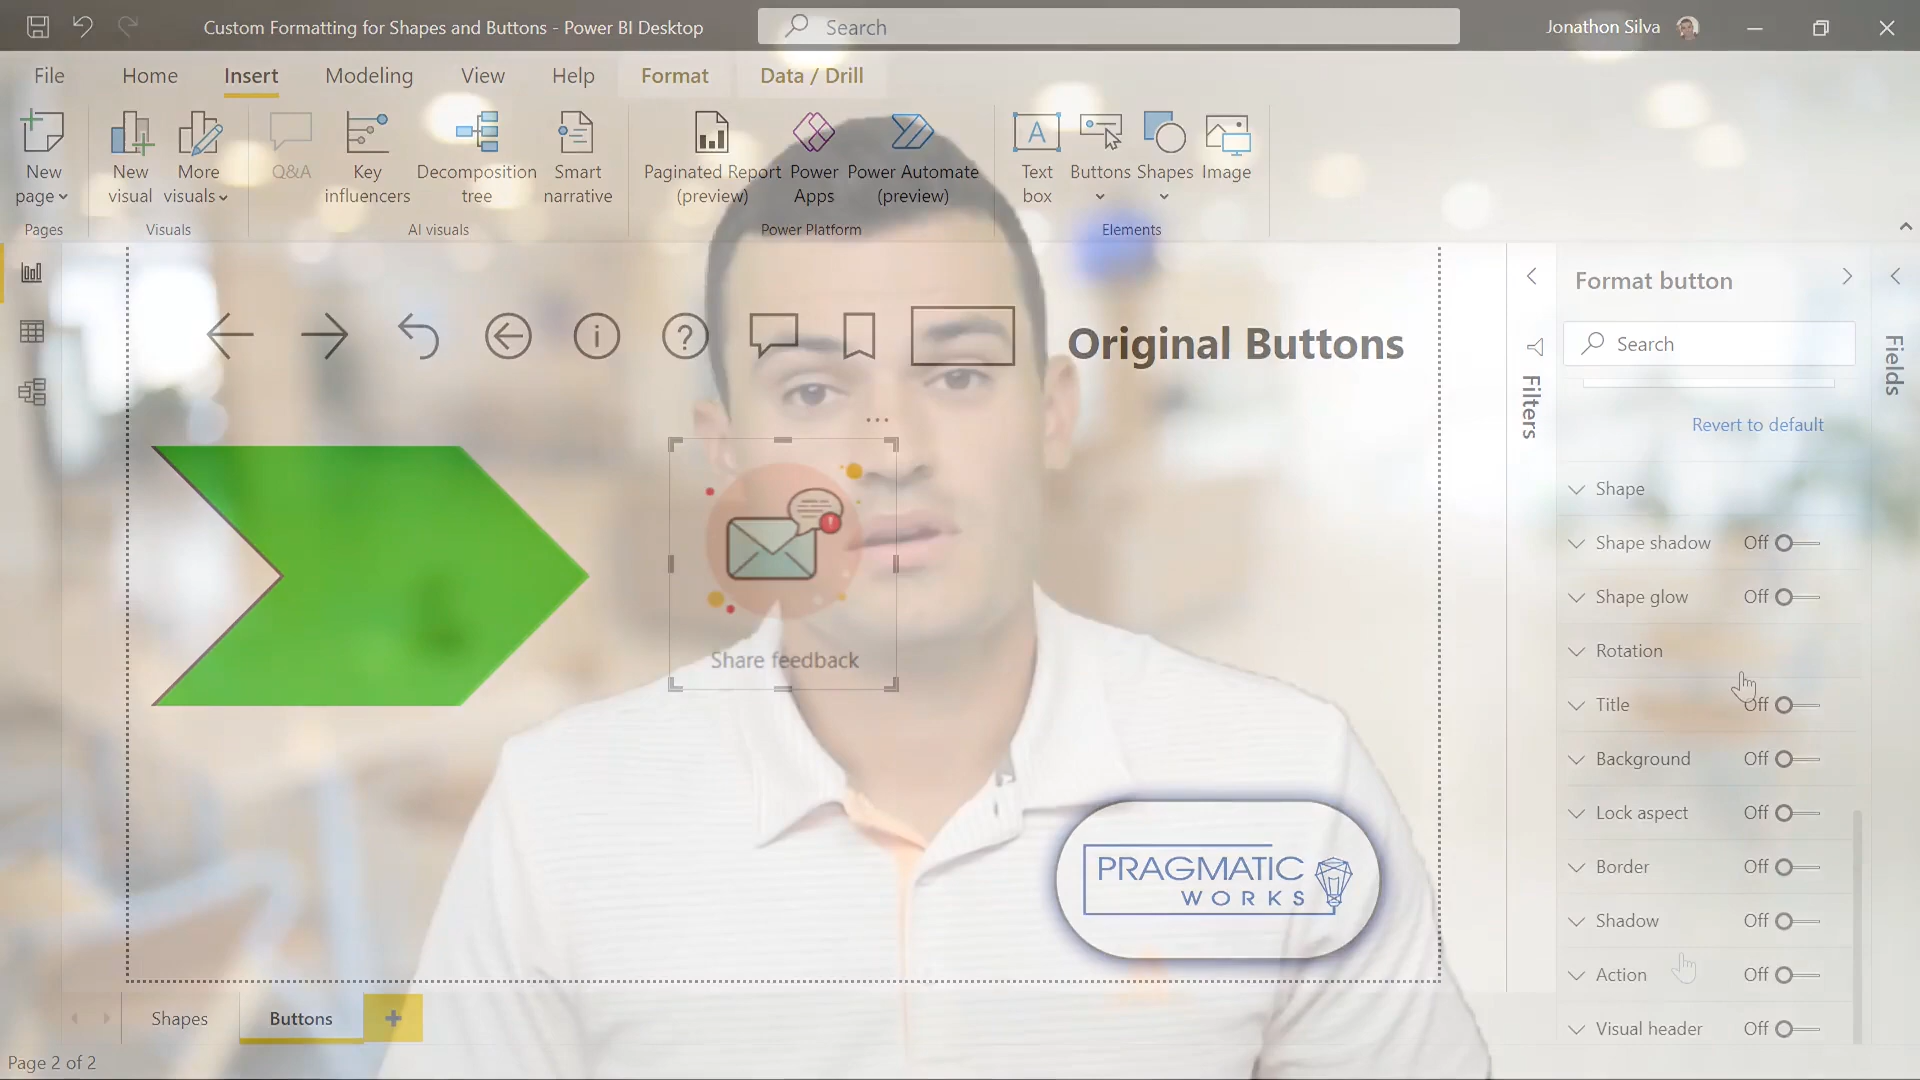 Custom Formatting for Shapes and Buttons - Power BI Desktop
Search
Jonathon Silva
File
Home
Insert
Modeling
View
Help
Format
Data / Drill
New page
New visual
More visuals
Q&A
Key influencers
Decomposition tree
Smart narrative
Paginated Report (preview)
Power Apps
Power Automate (preview)
Text box
Buttons
Shapes
Image
Pages
Visuals
AI visuals
Power Platform
Elements
Original Buttons
Share feedback
PRAGMATIC
WORKS
Filters
Format button
Search
Revert to default
Shape
Shape shadow Off
Shape glow Off
Rotation
Title Off
Background Off
Lock aspect Off
Border Off
Shadow Off
Action Off
Visual header Off
Fields
Shapes
Buttons
Page 2 of 2